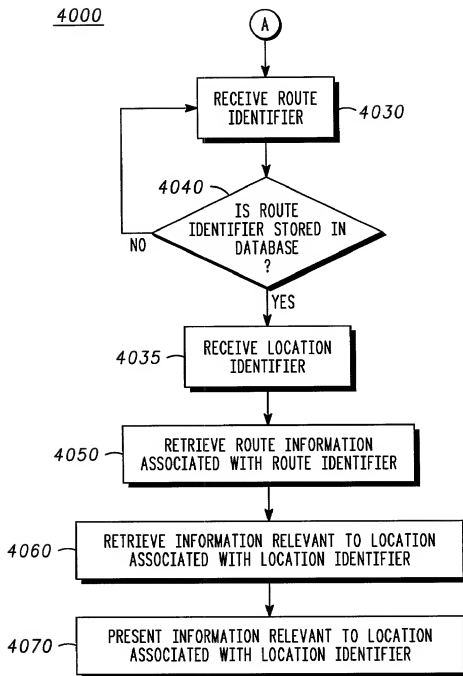 4000
A
RECEIVE ROUTE
IDENTIFIER
4030
4040
IS ROUTE
IDENTIFIER STORED IN
DATABASE
?
NO
YES
4035
RECEIVE LOCATION
IDENTIFIER
4050
RETRIEVE ROUTE INFORMATION
ASSOCIATED WITH ROUTE IDENTIFIER
4060
RETRIEVE INFORMATION RELEVANT TO LOCATION
ASSOCIATED WITH LOCATION IDENTIFIER
4070
PRESENT INFORMATION RELEVANT TO LOCATION
ASSOCIATED WITH LOCATION IDENTIFIER